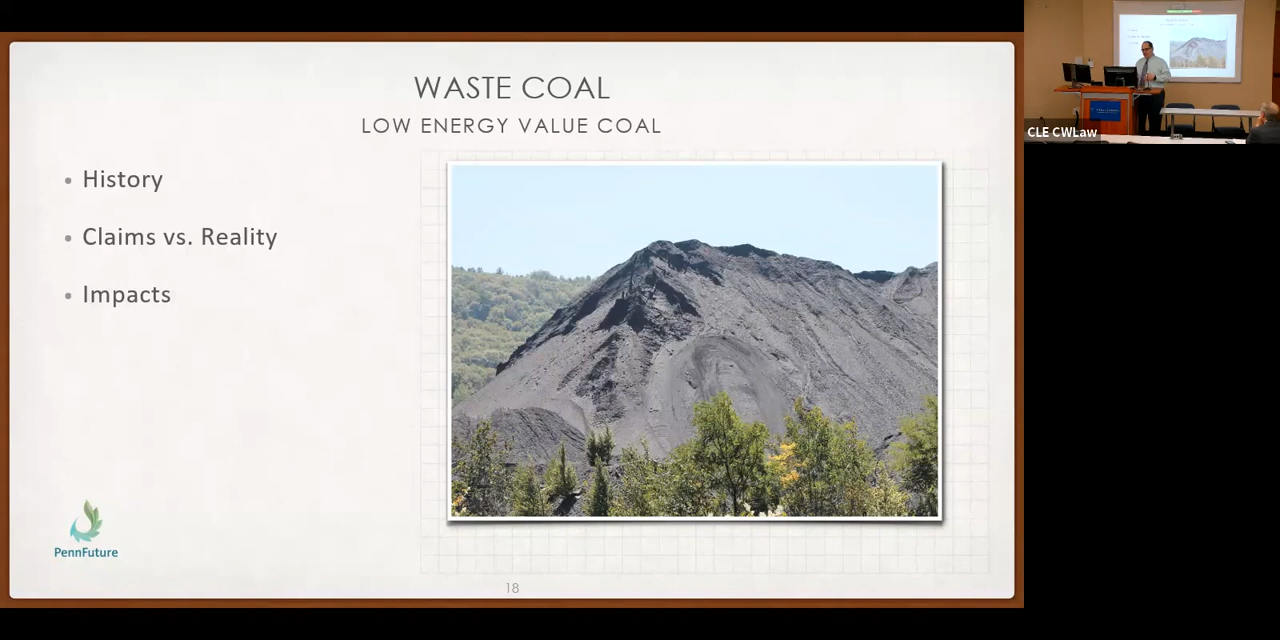 WASTE COAL
LOW ENERGY VALUE COAL
• History
• Claims vs. Reality
• Impacts
PennFuture
18
CLE CWLaw